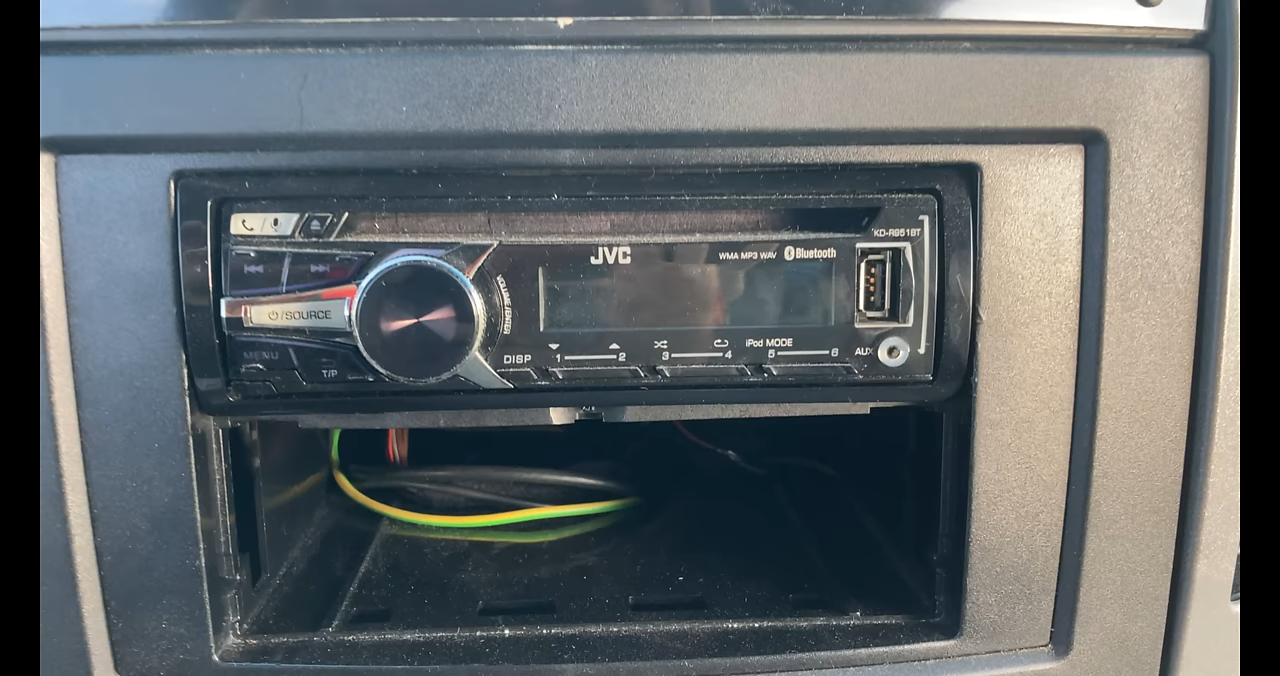 KD-R951BT
JVC
WMA MP3 WAV Bluetooth
VOLUME/ENTER
/SOURCE
MENU
T/P
DISP
1 2 3 4 iPod MODE 5 6
AUX